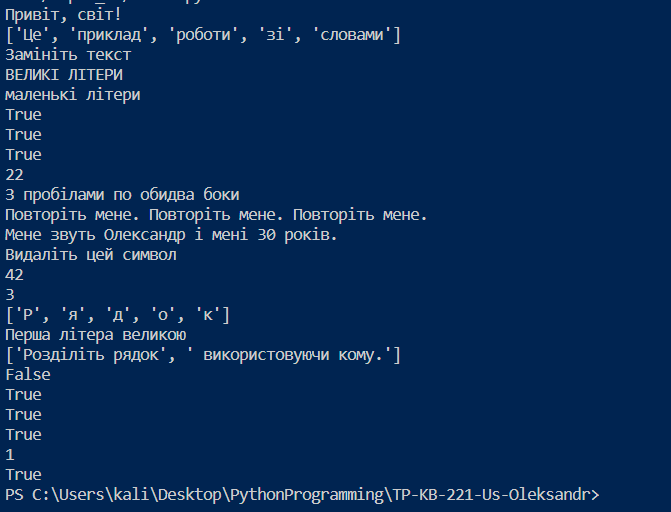 Привіт, світ!
['Це', 'приклад', 'роботи', 'зі', 'словами']
Замініть текст
ВЕЛИКІ ЛІТЕРИ
маленькі літери
True
True
True
22
З пробілами по обидва боки
Повторіть мене. Повторіть мене. Повторіть мене.
Мене звуть Олександр і мені 30 років.
Видаліть цей символ
42
3
['Р', 'я', 'д', 'о', 'к']
Перша літера великою
['Розділіть рядок', ' використовуючи кому.']
False
True
True
True
1
True
PS C:\Users\kali\Desktop\PythonProgramming\TP-KB-221-Us-Oleksandr>